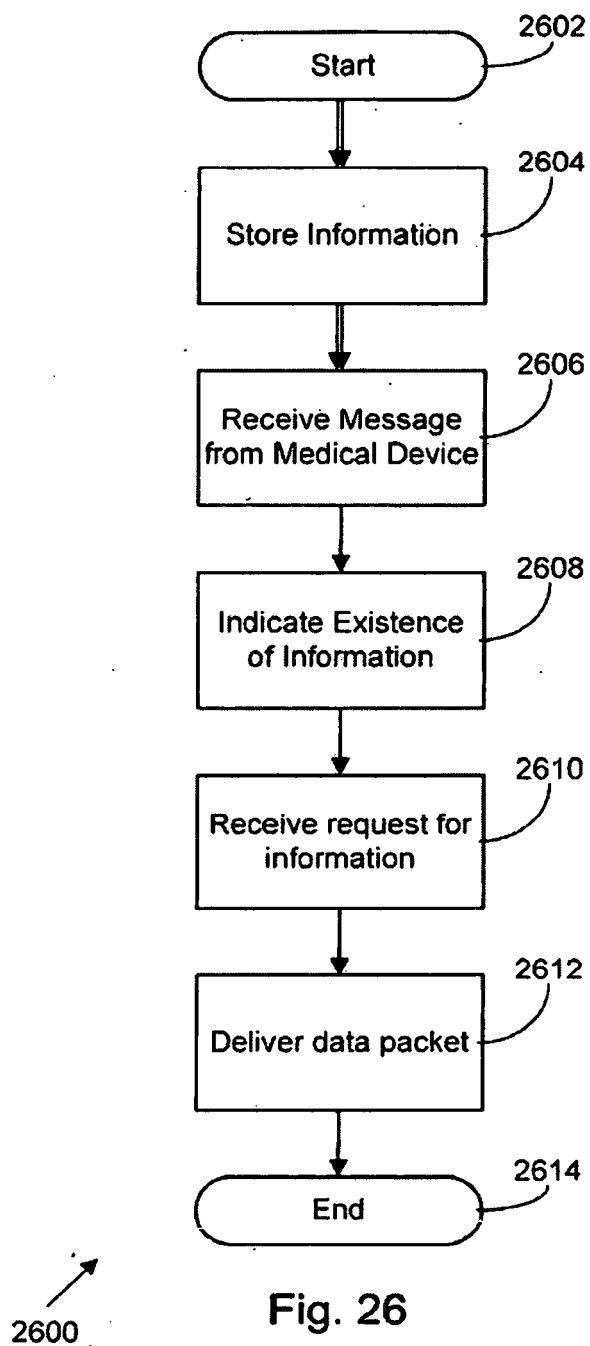 2602
Start
2604
Store Information
2606
Receive Message
from Medical Device
2608
Indicate Existence
of Information
2610
Receive request for
information
2612
Deliver data packet
2614
End
Fig. 26
2600